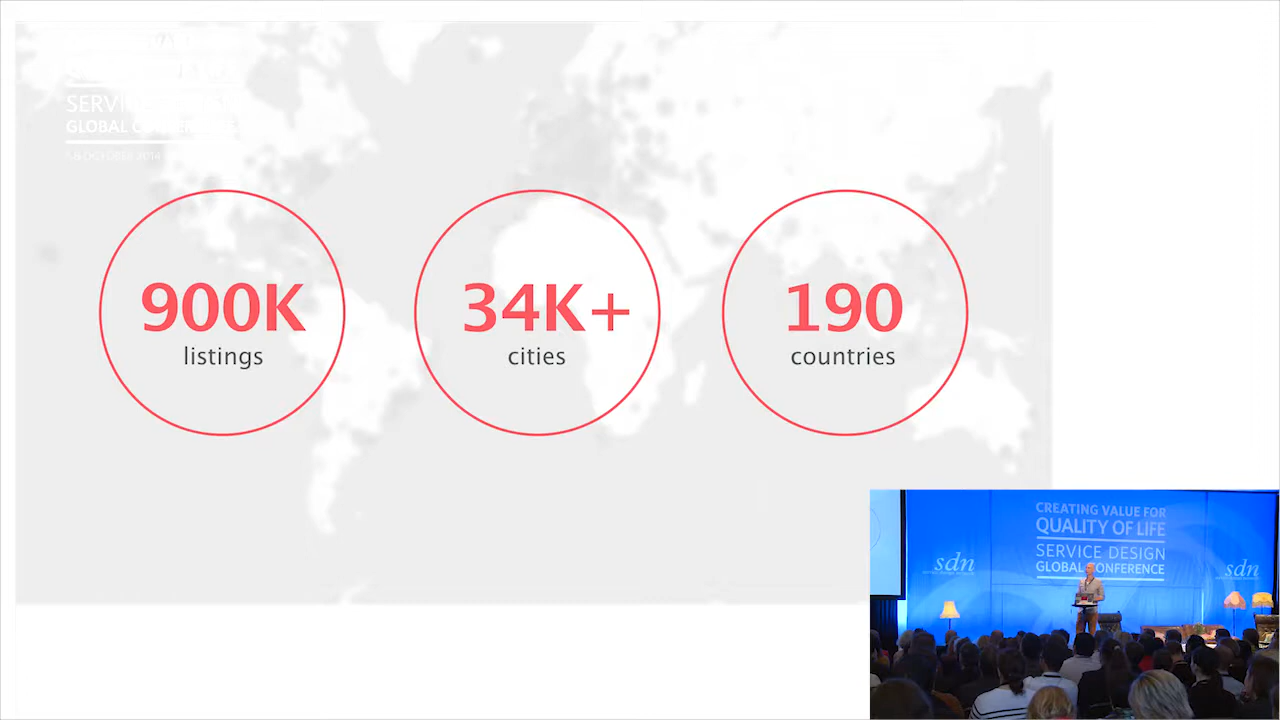 SERVICE DESIGN
GLOBAL CONFERENCE
900K
listings
34K+
cities
190
countries
CREATING VALUE FOR
QUALITY OF LIFE
SERVICE DESIGN
GLOBAL CONFERENCE
sdn
sdn